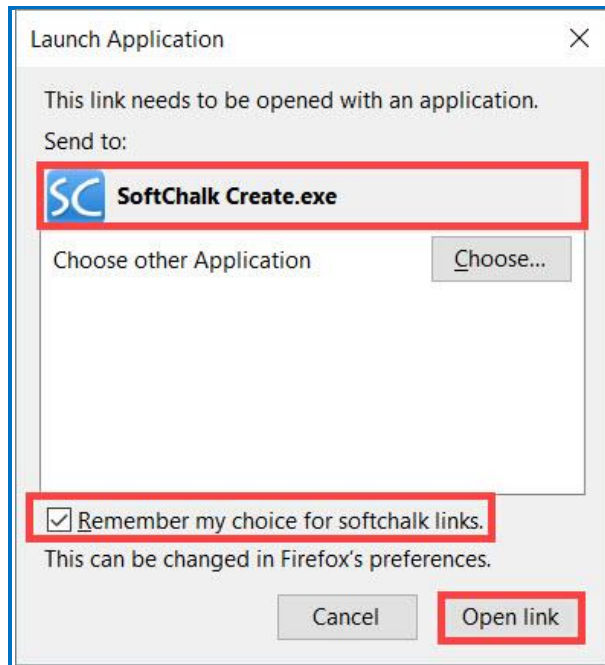 Launch Application
This link needs to be opened with an application.
Send to:
SC SoftChalk Create.exe
Choose other Application Choose...
Remember my choice for softchalk links.
This can be changed in Firefox's preferences.
Cancel Open link